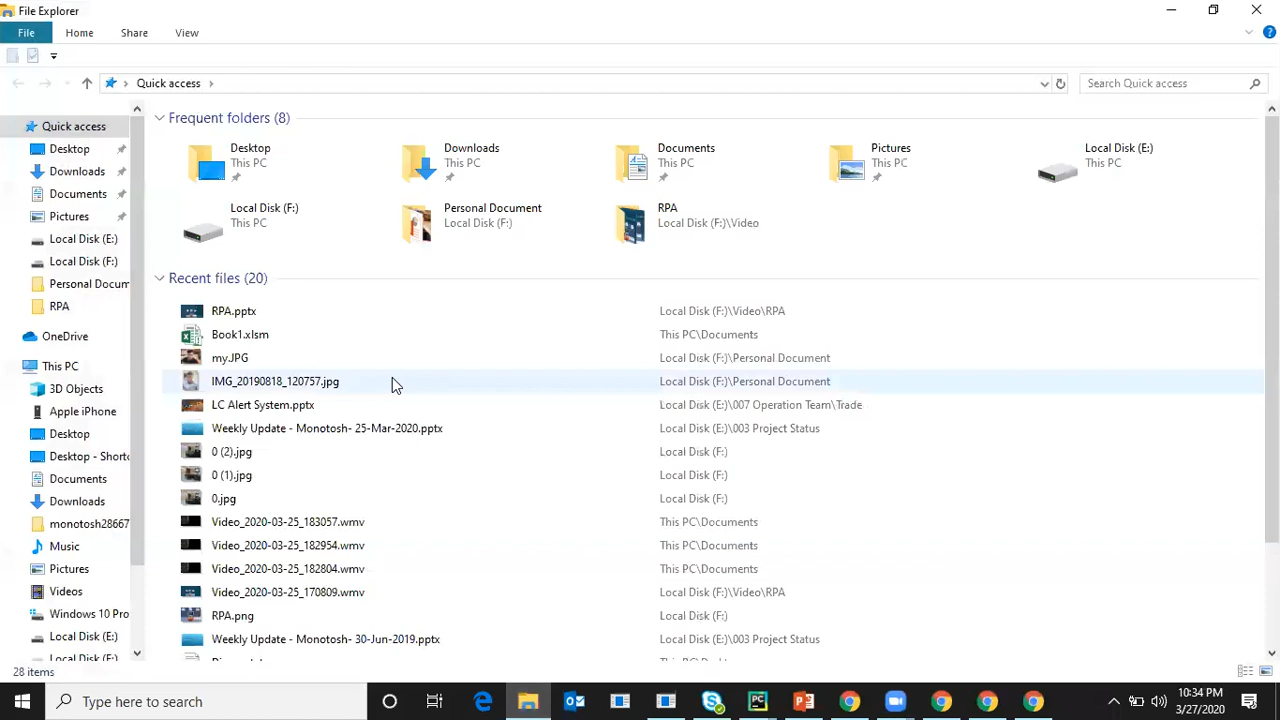 File Explorer
File Home Share View
Quick access
Search Quick access
Quick access
Desktop
Downloads
Documents
Pictures
Local Disk (E:)
Local Disk (F:)
Personal Docum
RPA
OneDrive
This PC
3D Objects
Apple iPhone
Desktop
Desktop - Shortc
Documents
Downloads
monotosh28667
Music
Pictures
Videos
Windows 10 Pro
Local Disk (E:)
Local Disk (F:)
Frequent folders (8)
Desktop
This PC
Downloads
This PC
Documents
This PC
Pictures
This PC
Local Disk (E:)
This PC
Local Disk (F:)
This PC
Personal Document
Local Disk (F:)
RPA
Local Disk (F:)\Video
Recent files (20)
RPA.pptx Local Disk (F:)\Video\RPA
Book1.xlsm This PC\Documents
my.JPG Local Disk (F:)\Personal Document
IMG_20190818_120757.jpg Local Disk (F:)\Personal Document
LC Alert System.pptx Local Disk (E:)\007 Operation Team\Trade
Weekly Update - Monotosh- 25-Mar-2020.pptx Local Disk (E:)\003 Project Status
0 (2).jpg Local Disk (F:)
0 (1).jpg Local Disk (F:)
0.jpg Local Disk (F:)
Video_2020-03-25_183057.wmv This PC\Documents
Video_2020-03-25_182954.wmv This PC\Documents
Video_2020-03-25_182804.wmv This PC\Documents
Video_2020-03-25_170809.wmv Local Disk (F:)\Video\RPA
RPA.png Local Disk (F:)
Weekly Update - Monotosh- 30-Jun-2019.pptx Local Disk (E:)\003 Project Status
28 items
Type here to search
10:34 PM
3/27/2020